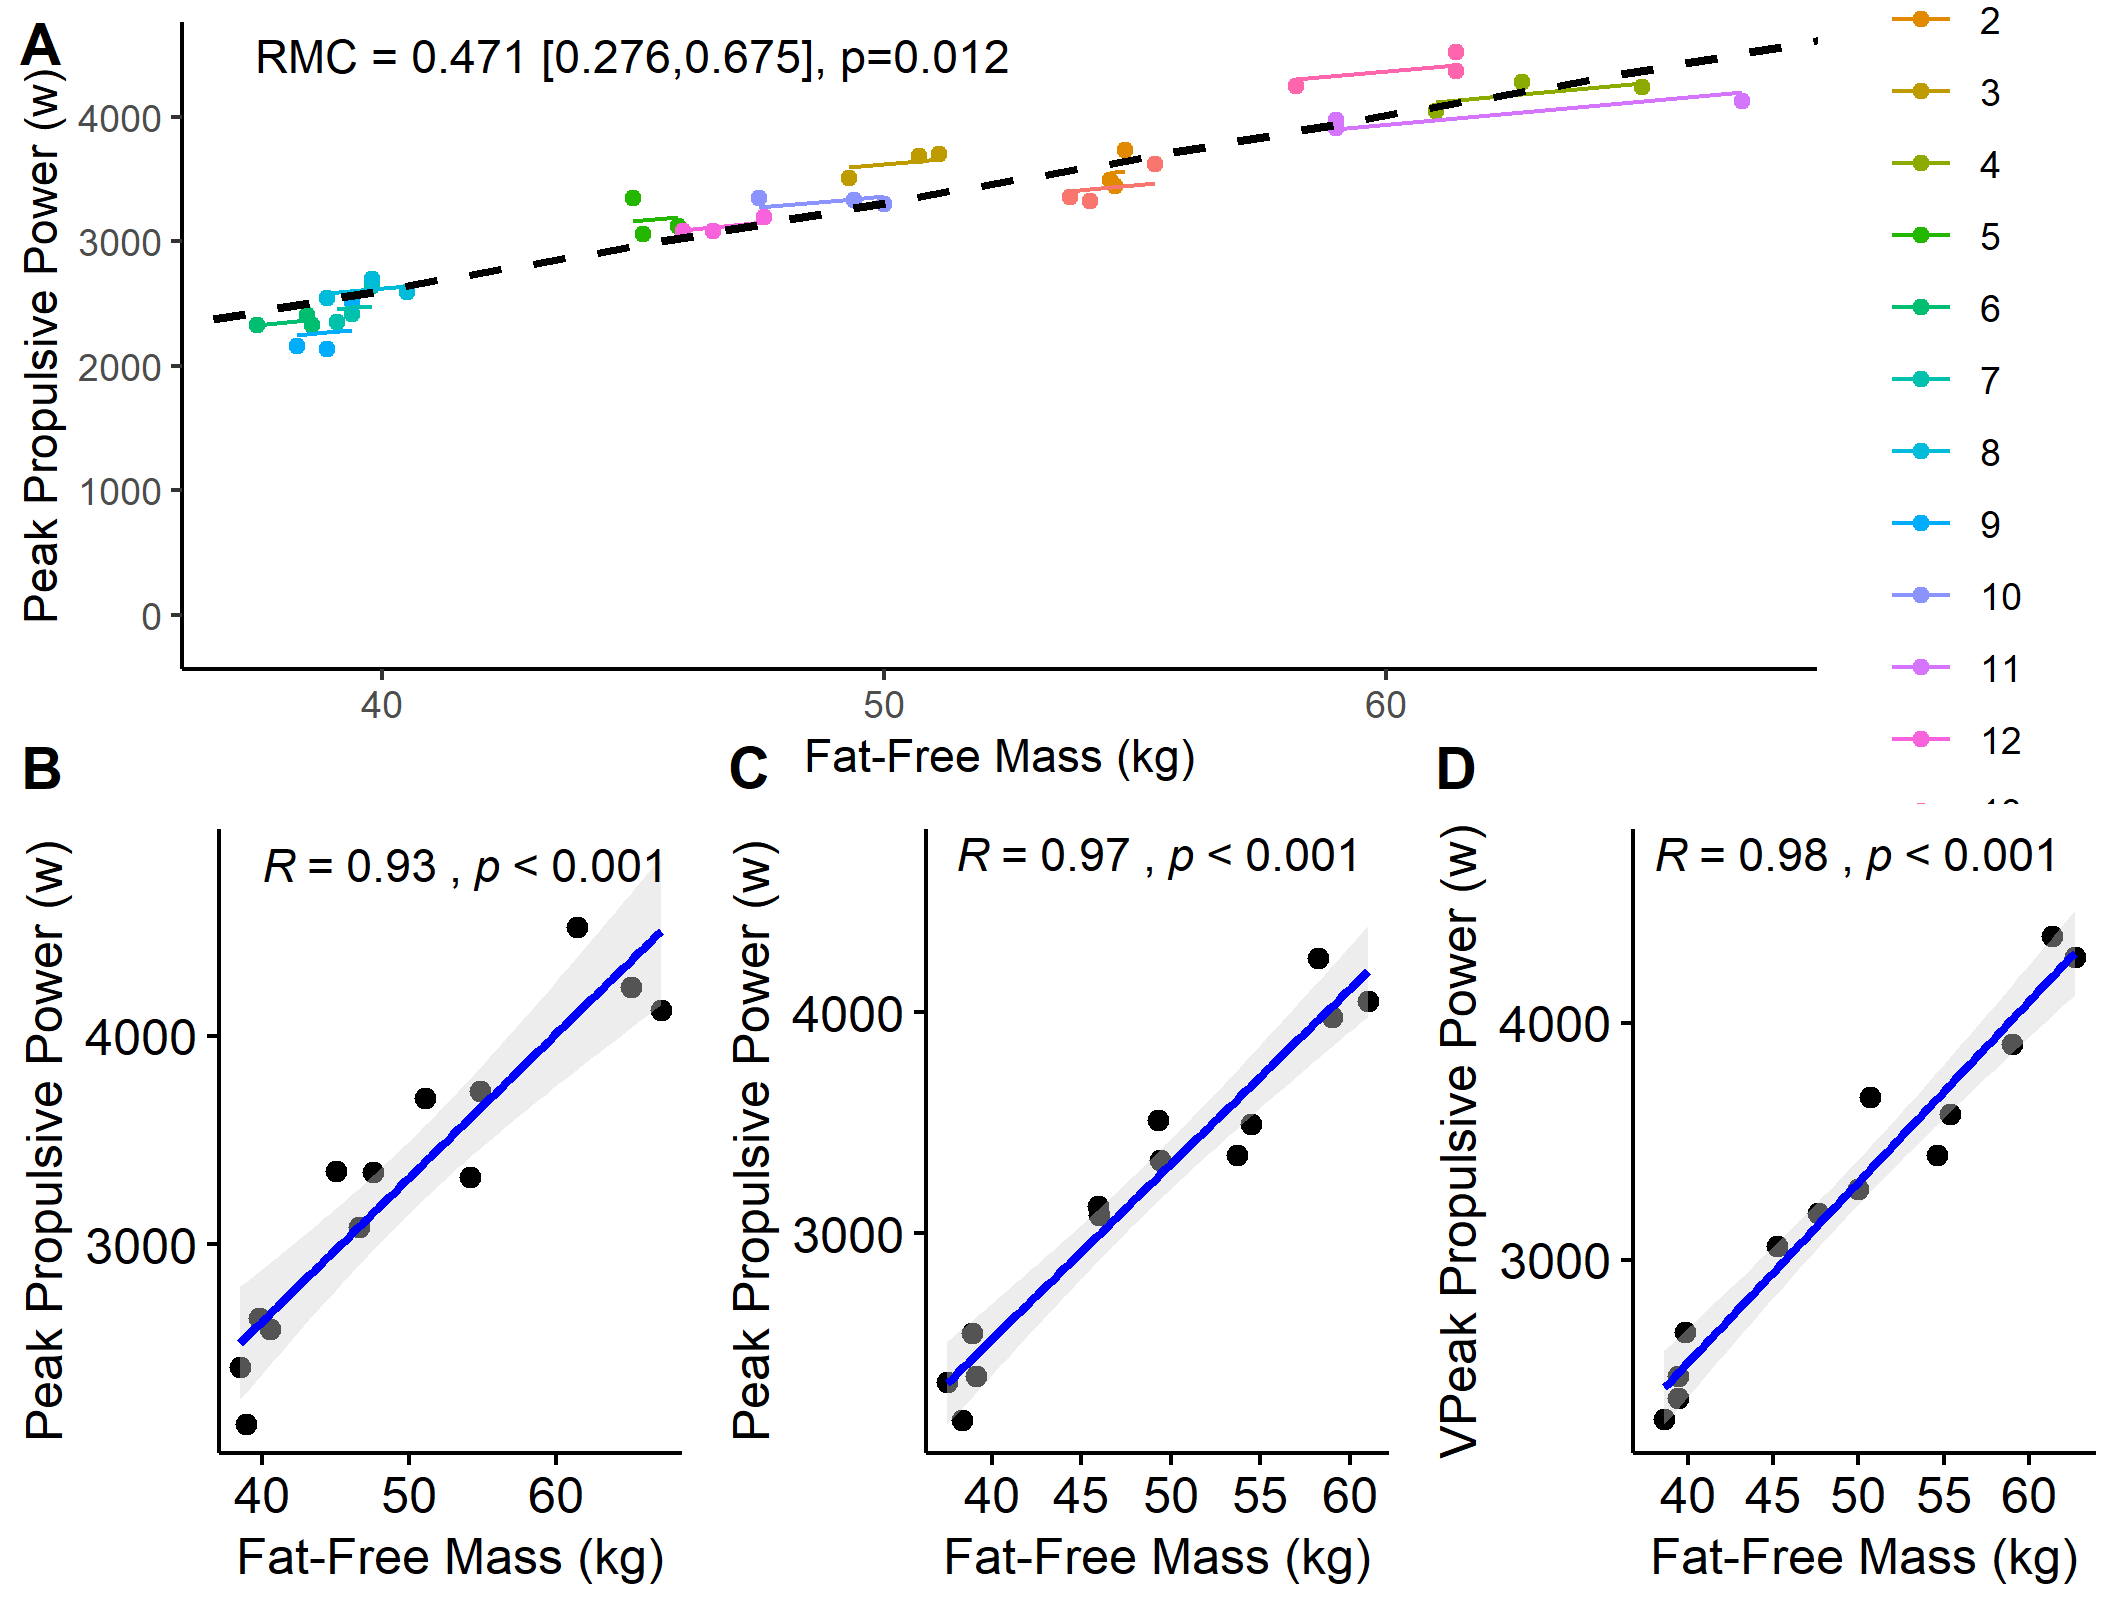 A
RMC = 0.471 [0.276,0.675], p=0.012
Peak Propulsive Power (w)
4000
3000
2000
1000
0
40 50 60
Fat-Free Mass (kg)
2
3
4
5
6
7
8
9
10
11
12
B
R = 0.93 , p < 0.001
Peak Propulsive Power (w)
4000
3000
40 50 60
Fat-Free Mass (kg)
C
R = 0.97 , p < 0.001
Peak Propulsive Power (w)
4000
3000
40 45 50 55 60
Fat-Free Mass (kg)
D
R = 0.98 , p < 0.001
VPeak Propulsive Power (w)
4000
3000
40 45 50 55 60
Fat-Free Mass (kg)